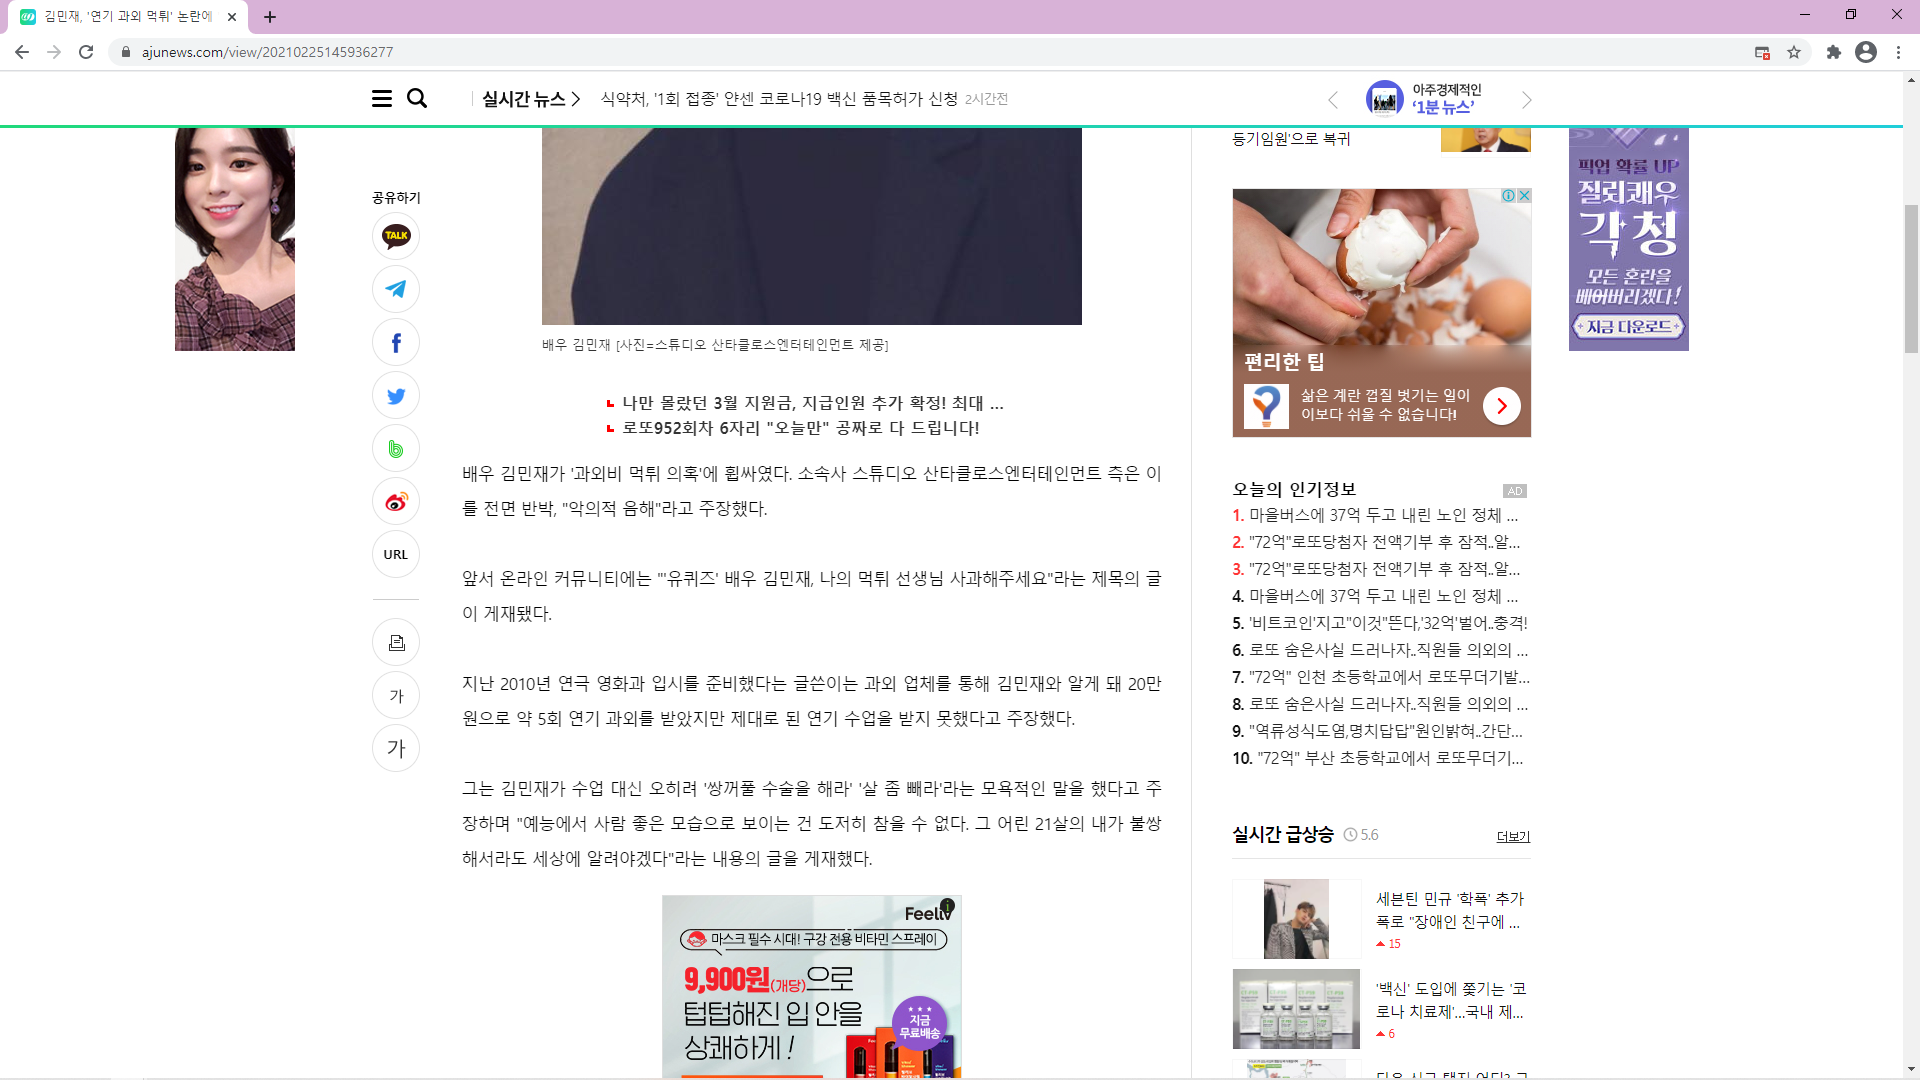 김민재, '연기 과외 먹튀' 논란에
ajunews.com/view/20210225145936277
실시간 뉴스
식약처, '1회 접종' 얀센 코로나19 백신 품목허가 신청 2시간전
아주경제적인
'1분 뉴스'
공유하기
TALK
URL
가
가
배우 김민재 [사진=스튜디오 산타클로스엔터테인먼트 제공]
나만 몰랐던 3월 지원금, 지급인원 추가 확정! 최대 ...
로또952회차 6자리 "오늘만" 공짜로 다 드립니다!
배우 김민재가 '과외비 먹튀 의혹'에 휩싸였다. 소속사 스튜디오 산타클로스엔터테인먼트 측은 이
를 전면 반박, "악의적 음해"라고 주장했다.
앞서 온라인 커뮤니티에는 "'유퀴즈' 배우 김민재, 나의 먹튀 선생님 사과해주세요"라는 제목의 글
이 게재됐다.
지난 2010년 연극 영화과 입시를 준비했다는 글쓴이는 과외 업체를 통해 김민재와 알게 돼 20만
원으로 약 5회 연기 과외를 받았지만 제대로 된 연기 수업을 받지 못했다고 주장했다.
그는 김민재가 수업 대신 오히려 '쌍꺼풀 수술을 해라' '살 좀 빼라'라는 모욕적인 말을 했다고 주
장하며 "예능에서 사람 좋은 모습으로 보이는 건 도저히 참을 수 없다. 그 어린 21살의 내가 불쌍
해서라도 세상에 알려야겠다"라는 내용의 글을 게재했다.
Feeliv
마스크 필수 시대! 구강 전용 비타민 스프레이
9,900원(개당)으로
텁텁해진 입 안을
상쾌하게!
지금
무료배송
등기임원'으로 복귀
편리한 팁
삶은 계란 껍질 벗기는 일이
이보다 쉬울 수 없습니다!
오늘의 인기정보 AD
1. 마을버스에 37억 두고 내린 노인 정체 ...
2. "72억"로또당첨자 전액기부 후 잠적..알...
3. "72억"로또당첨자 전액기부 후 잠적..알...
4. 마을버스에 37억 두고 내린 노인 정체 ...
5. '비트코인'지고"이것"뜬다,'32억'벌어..충격!
6. 로또 숨은사실 드러나자..직원들 의외의 ...
7. "72억" 인천 초등학교에서 로또무더기발...
8. 로또 숨은사실 드러나자..직원들 의외의 ...
9. "역류성식도염,명치답답"원인밝혀..간단...
10. "72억" 부산 초등학교에서 로또무더기...
실시간 급상승 5.6 더보기
세븐틴 민규 '학폭' 추가
폭로 "장애인 친구에 ...
15
'백신' 도입에 쫓기는 '코
로나 치료제'...국내 제...
6
픽업 확률 UP
질뢰쾌우
각청
모든 혼란을
베어버리겠다!
지금 다운로드